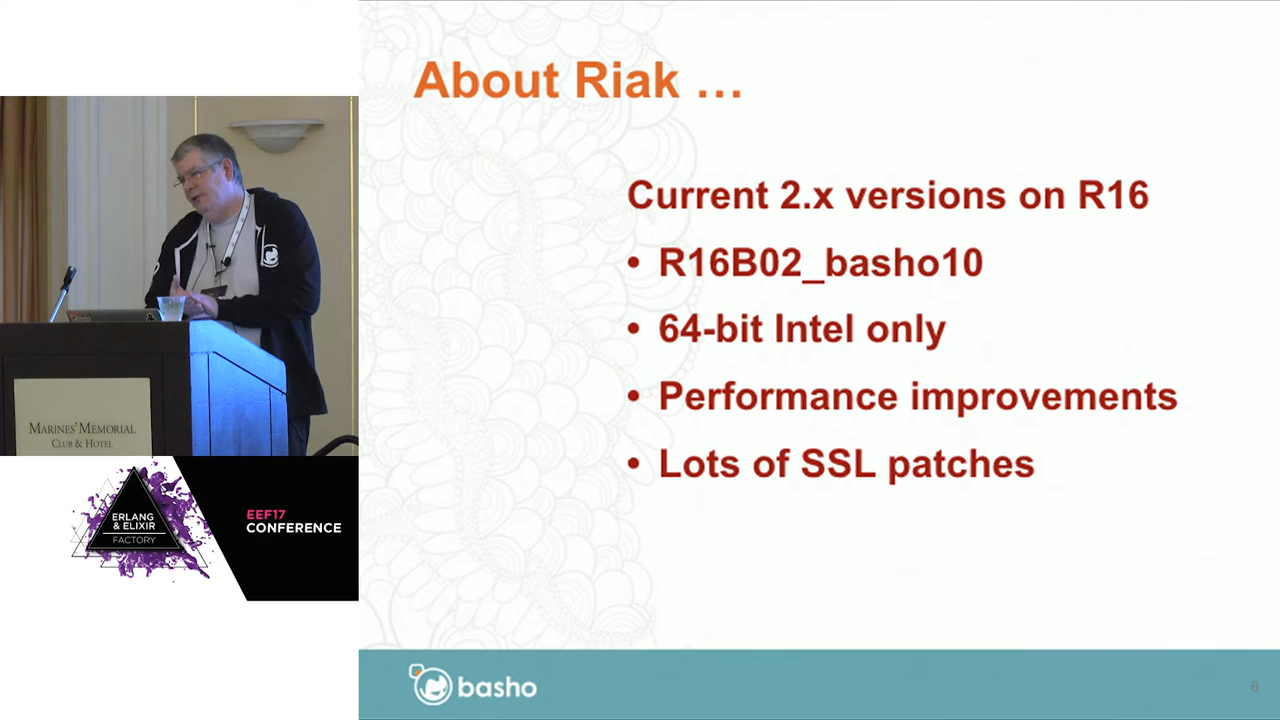 About Riak …
Current 2.x versions on R16
• R16B02_basho10
• 64-bit Intel only
• Performance improvements
• Lots of SSL patches
MARINES' MEMORIAL
CLUB & HOTEL
ERLANG
& ELIXIR
FACTORY
EEF17
CONFERENCE
basho
6